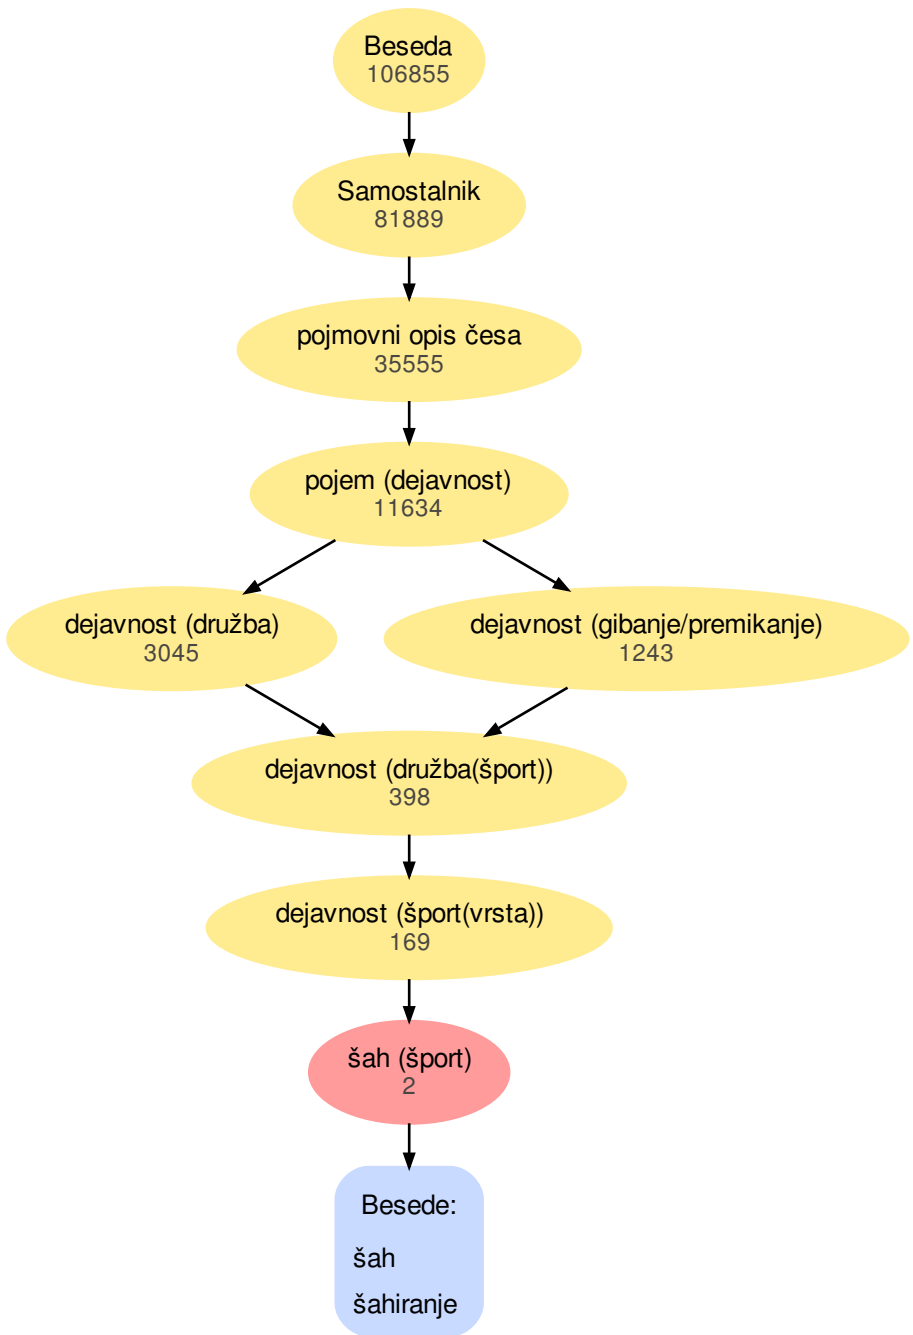 Beseda
106855
Samostalnik
81889
pojmovni opis česa
35555
pojem (dejavnost)
11634
dejavnost (družba)
3045
dejavnost (gibanje/premikanje)
1243
dejavnost (družba(šport))
398
dejavnost (šport(vrsta))
169
šah (šport)
2
Besede:
šah
šahiranje